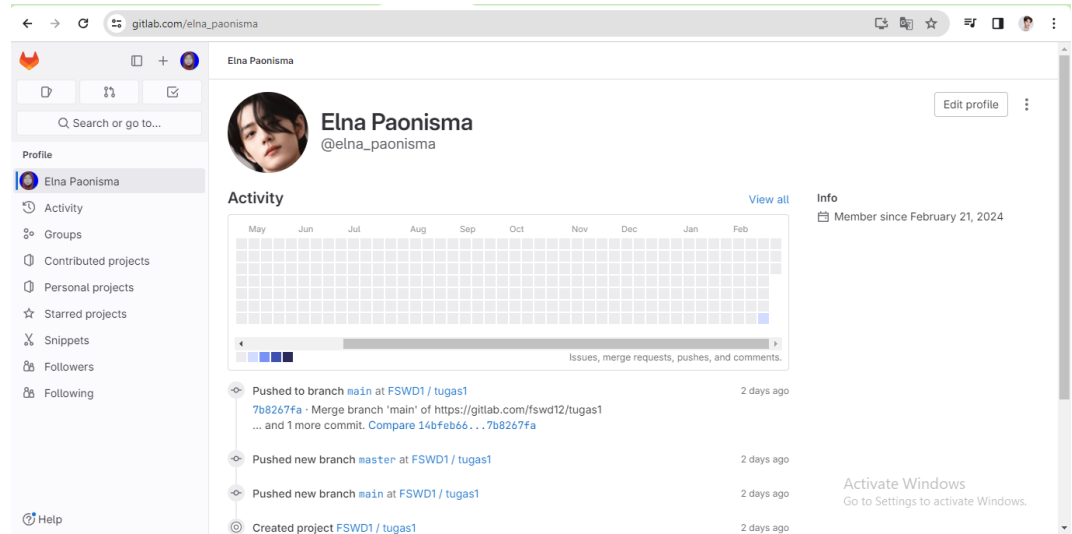 gitlab.com/elna_paonisma
Elna Paonisma
Search or go to...
Profile
Elna Paonisma
Activity
Groups
Contributed projects
Personal projects
Starred projects
Snippets
Followers
Following
Help
Elna Paonisma
@elna_paonisma
Edit profile
Activity
View all
May Jun Jul Aug Sep Oct Nov Dec Jan Feb
Issues, merge requests, pushes, and comments.
Info
Member since February 21, 2024
Pushed to branch main at FSWD1 / tugas1 2 days ago
7b8267fa · Merge branch 'main' of https://gitlab.com/fswd12/tugas1
... and 1 more commit. Compare 14bfeb66...7b8267fa
Pushed new branch master at FSWD1 / tugas1 2 days ago
Pushed new branch main at FSWD1 / tugas1 2 days ago
Created project FSWD1 / tugas1 2 days ago
Activate Windows
Go to Settings to activate Windows.